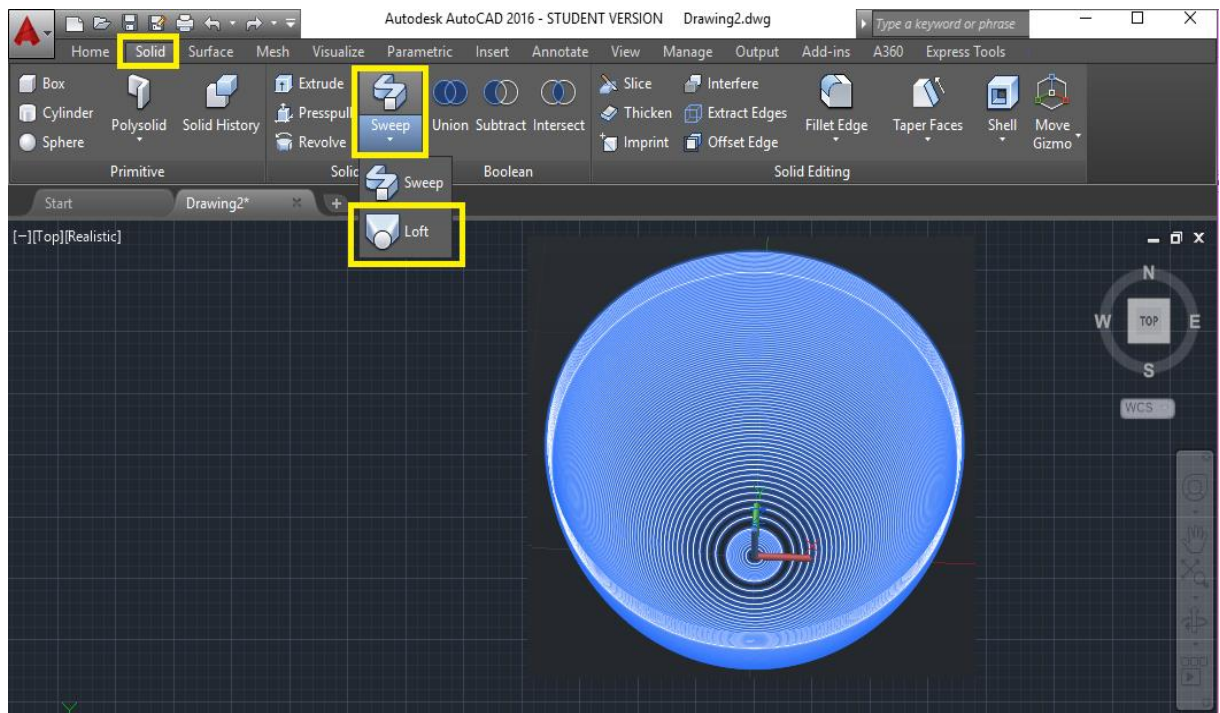 Autodesk AutoCAD 2016 - STUDENT VERSION Drawing2.dwg
Type a keyword or phrase
Home Solid Surface Mesh Visualize Parametric Insert Annotate View Manage Output Add-ins A360 Express Tools
Box
Cylinder
Sphere
Polysolid
Solid History
Extrude
Presspull
Revolve
Sweep
Union Subtract Intersect
Slice
Thicken
Imprint
Interfere
Extract Edges
Offset Edge
Fillet Edge
Taper Faces
Shell
Move
Gizmo
Primitive
Solid
Boolean
Solid Editing
Sweep
Loft
Start
Drawing2*
[−][Top][Realistic]
N
W
TOP
E
S
WCS